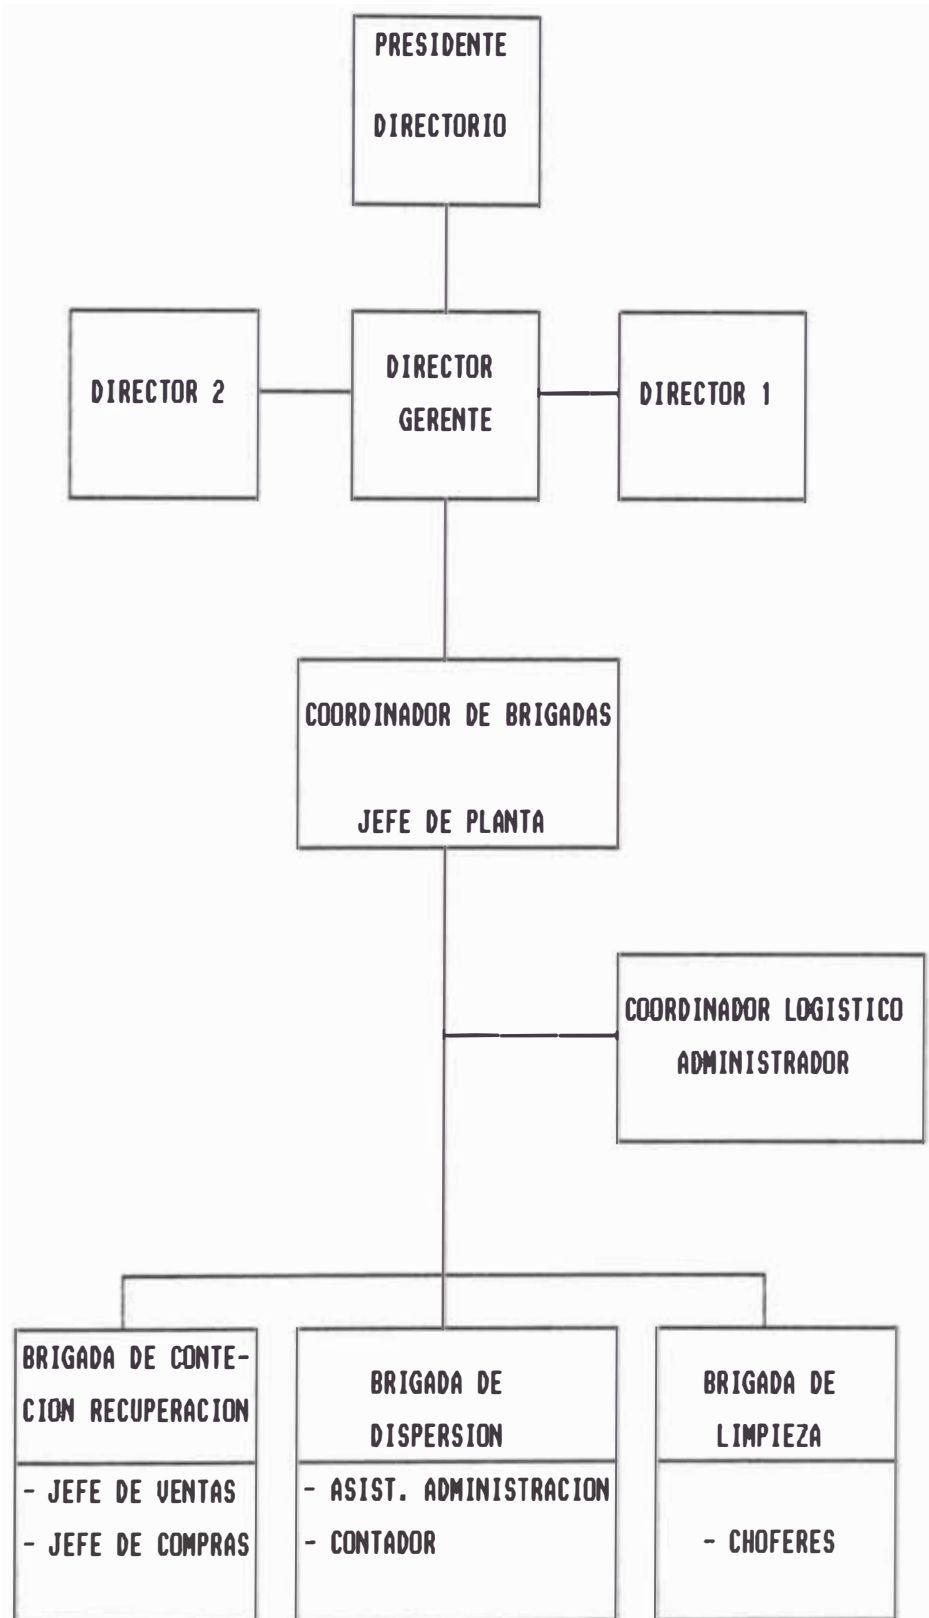 PRESIDENTE
DIRECTORIO
DIRECTOR 2
DIRECTOR
GERENTE
DIRECTOR 1
COORDINADOR DE BRIGADAS
JEFE DE PLANTA
COORDINADOR LOGISTICO
ADMINISTRADOR
BRIGADA DE CONTE-
CION RECUPERACION
- JEFE DE VENTAS
- JEFE DE COMPRAS
BRIGADA DE
DISPERSION
- ASIST. ADMINISTRACION
- CONTADOR
BRIGADA DE
LIMPIEZA
- CHOFERES